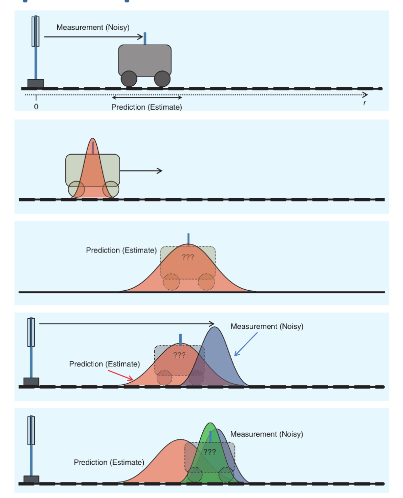 Measurement (Noisy)
0
Prediction (Estimate)
r
Prediction (Estimate)
???
Measurement (Noisy)
???
Prediction (Estimate)
Measurement (Noisy)
???
Prediction (Estimate)